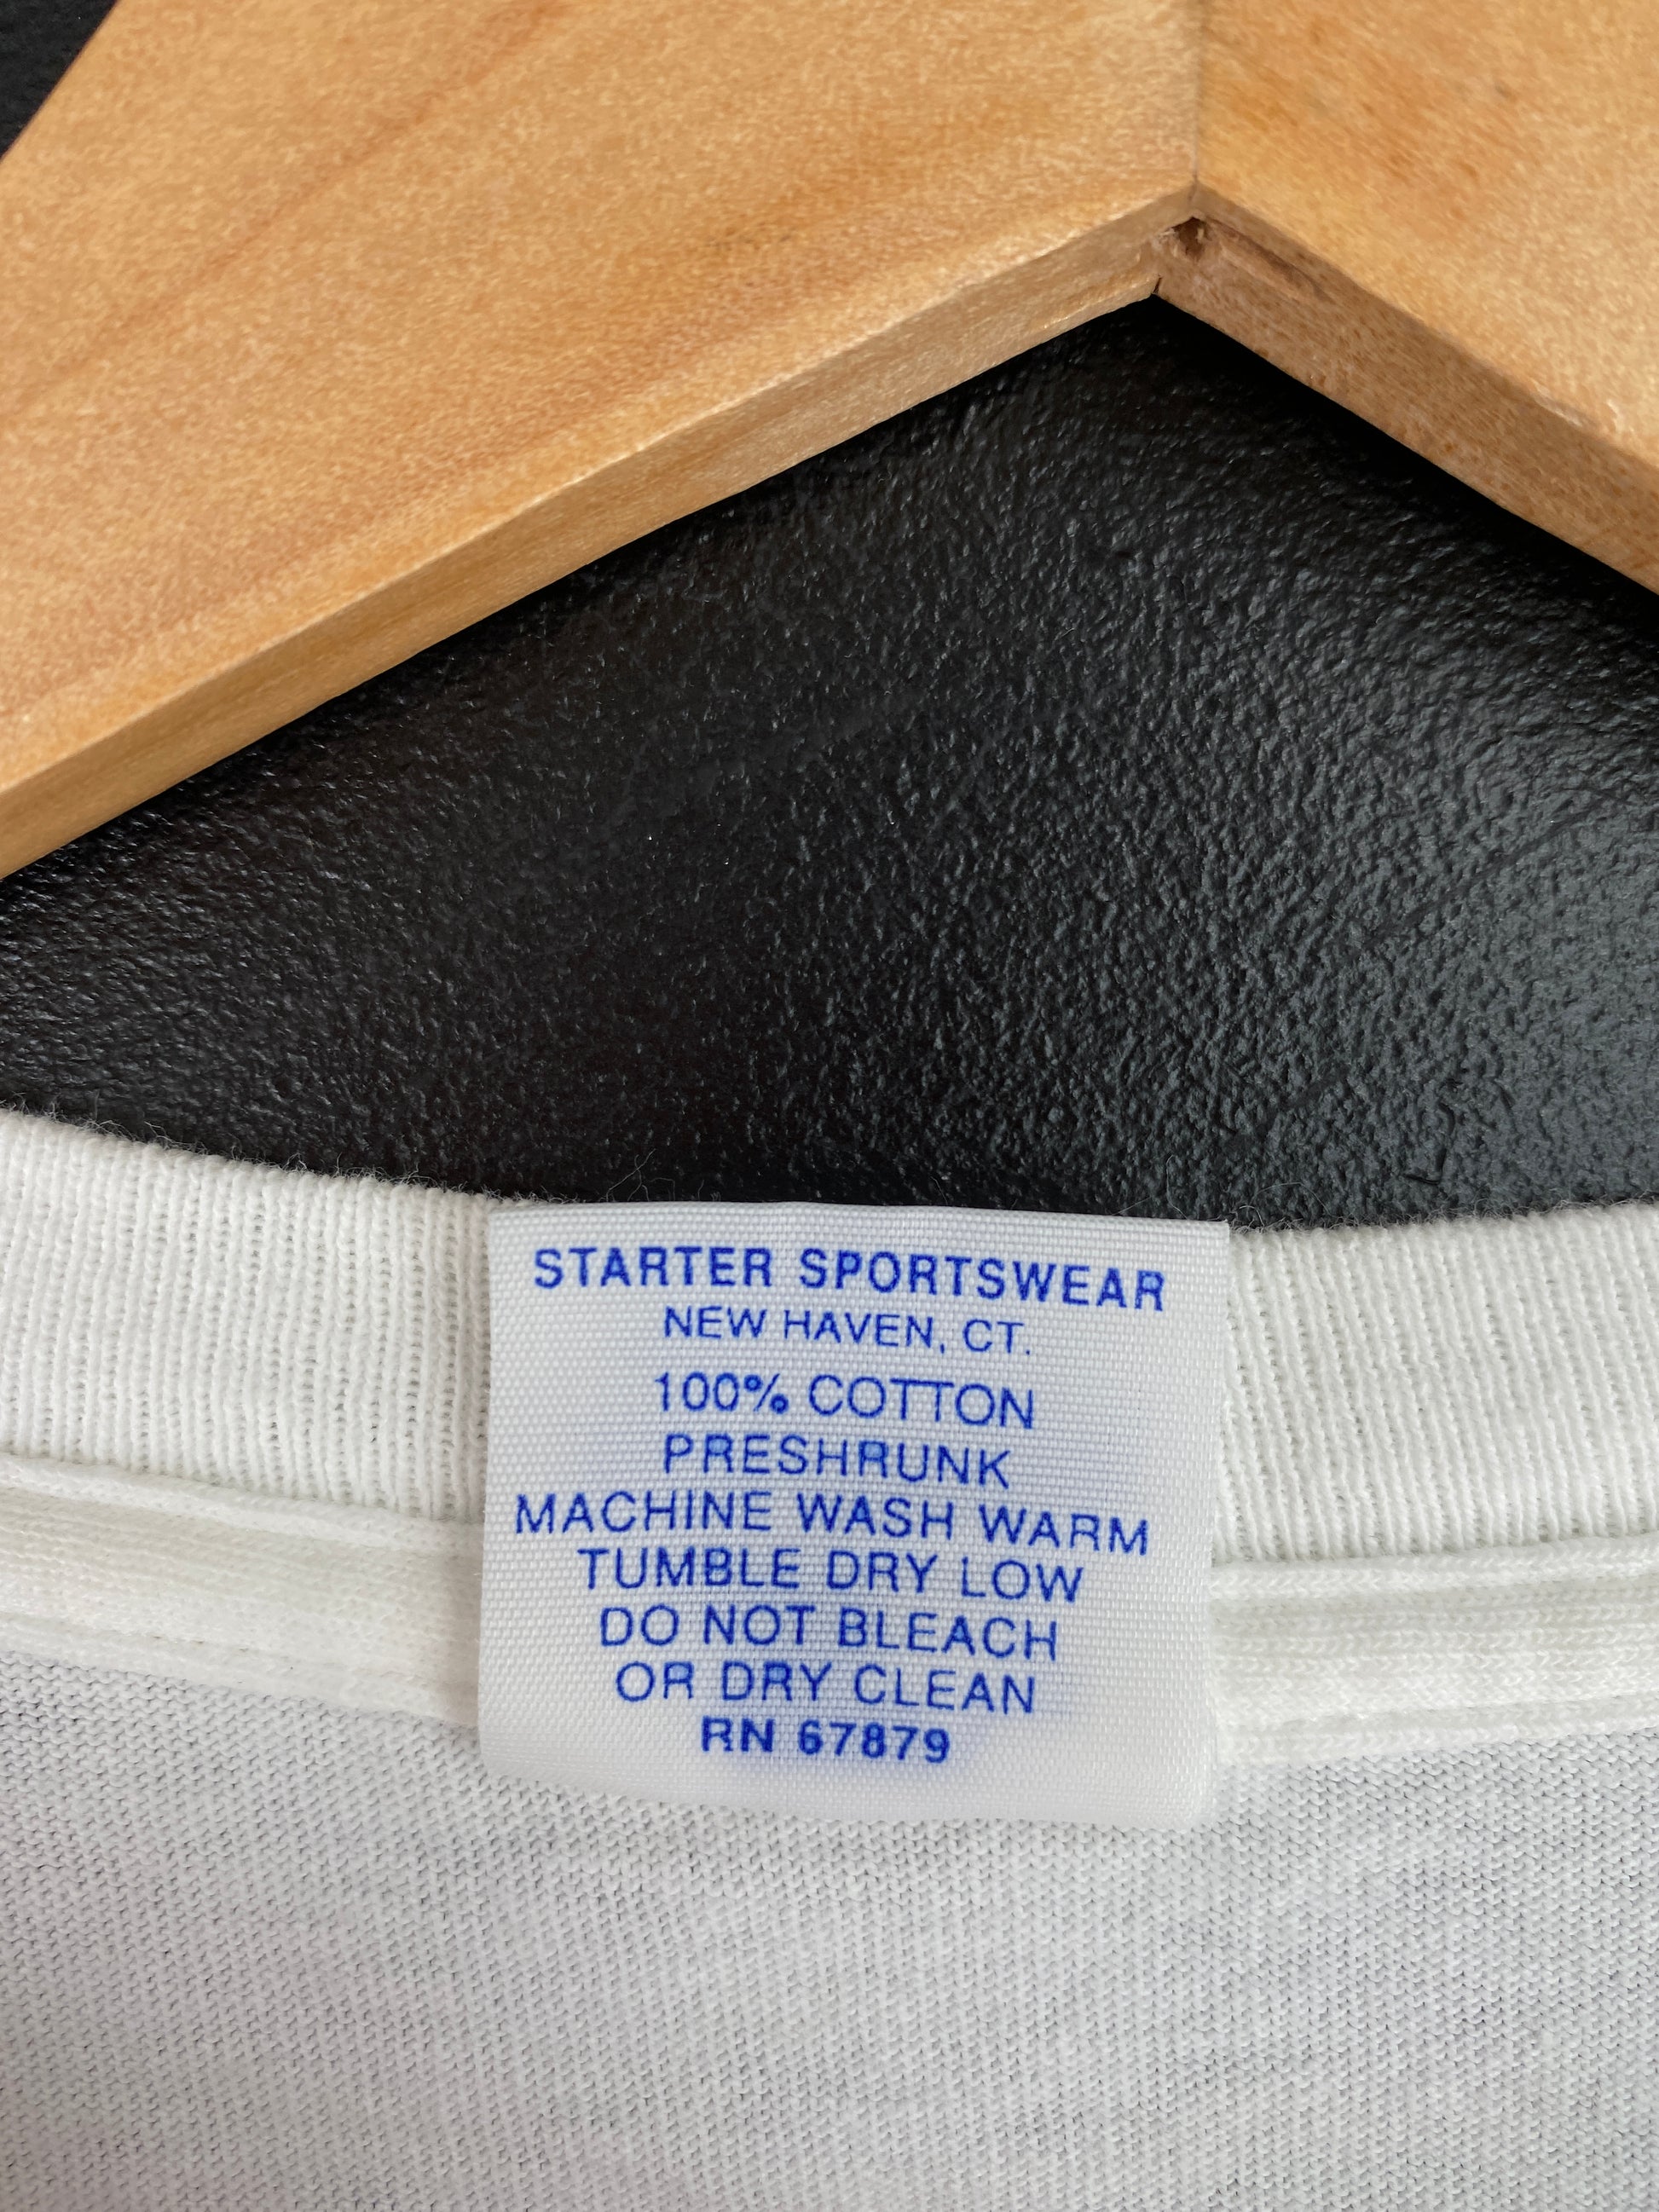 STARTER SPORTSWEAR
NEW HAVEN, CT.
100% COTTON
PRESHRUNK
MACHINE WASH WARM
TUMBLE DRY LOW
DO NOT BLEACH
OR DRY CLEAN
RN 67879